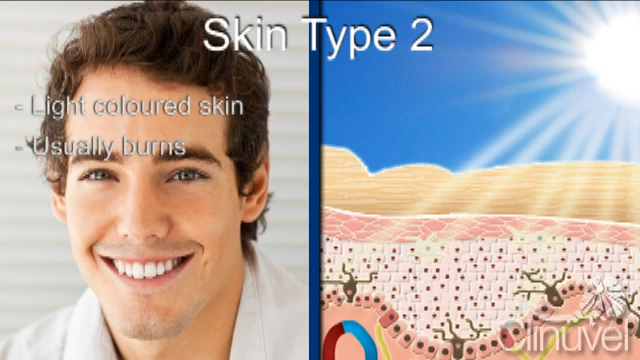 Skin Type 2
- Light coloured skin
- Usually burns
clinuvel